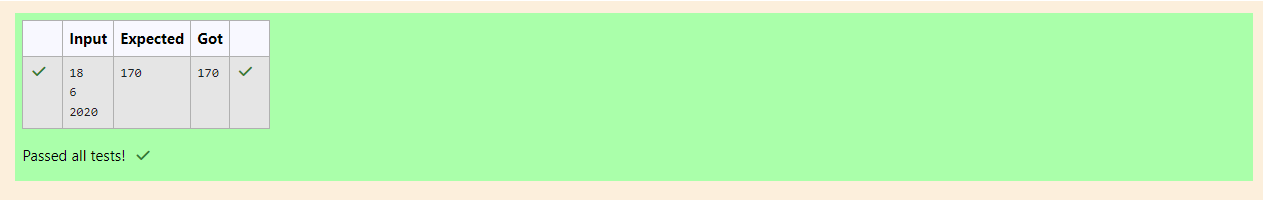 Input Expected Got
18 170 170
6
2020
Passed all tests!